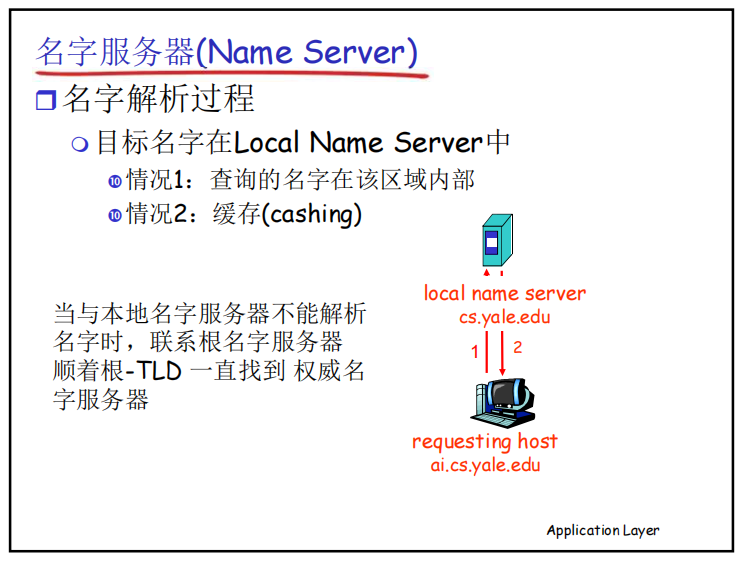 名字服务器(Name Server)
名字解析过程
目标名字在Local Name Server中
⑩情况1：查询的名字在该区域内部
⑩情况2：缓存(cashing)
当与本地名字服务器不能解析
名字时，联系根名字服务器
顺着根-TLD 一直找到 权威名
字服务器
local name server
cs.yale.edu
1
2
requesting host
ai.cs.yale.edu
Application Layer